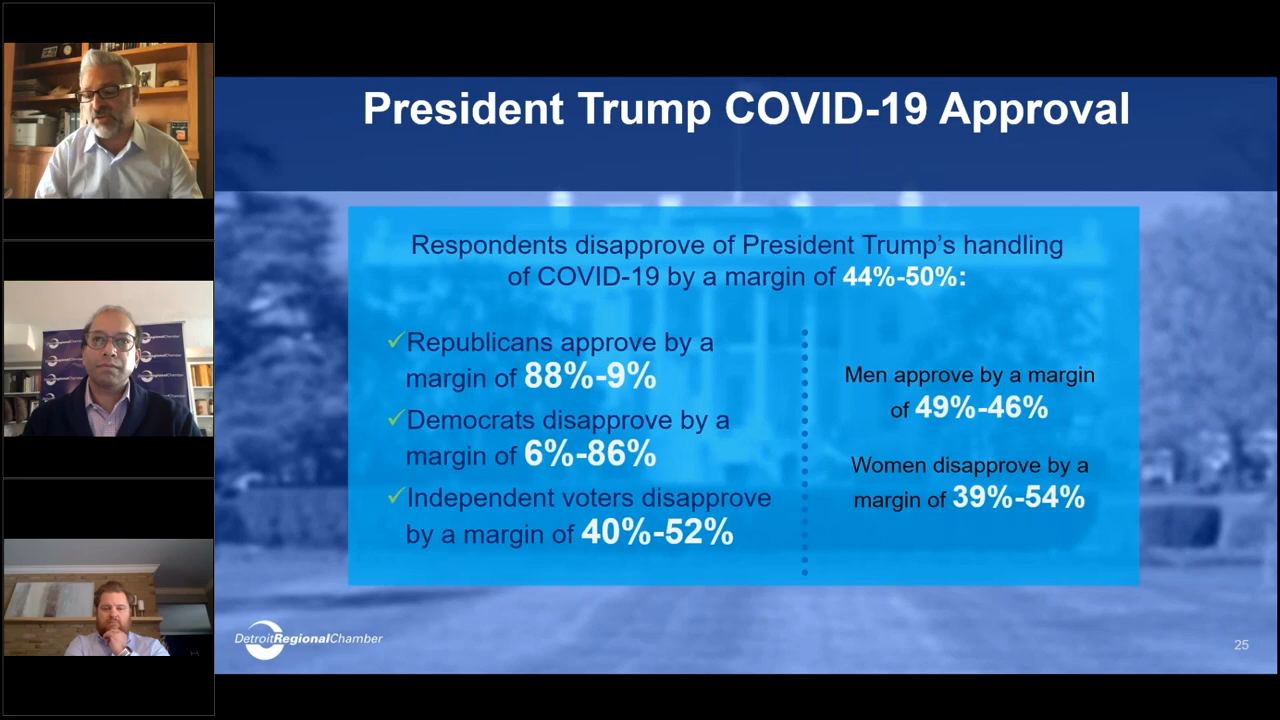 President Trump COVID-19 Approval
Respondents disapprove of President Trump’s handling
of COVID-19 by a margin of 44%-50%:
Republicans approve by a
margin of 88%-9%
Democrats disapprove by a
margin of 6%-86%
Independent voters disapprove
by a margin of 40%-52%
Men approve by a margin
of 49%-46%
Women disapprove by a
margin of 39%-54%
DetroitRegionalChamber
25